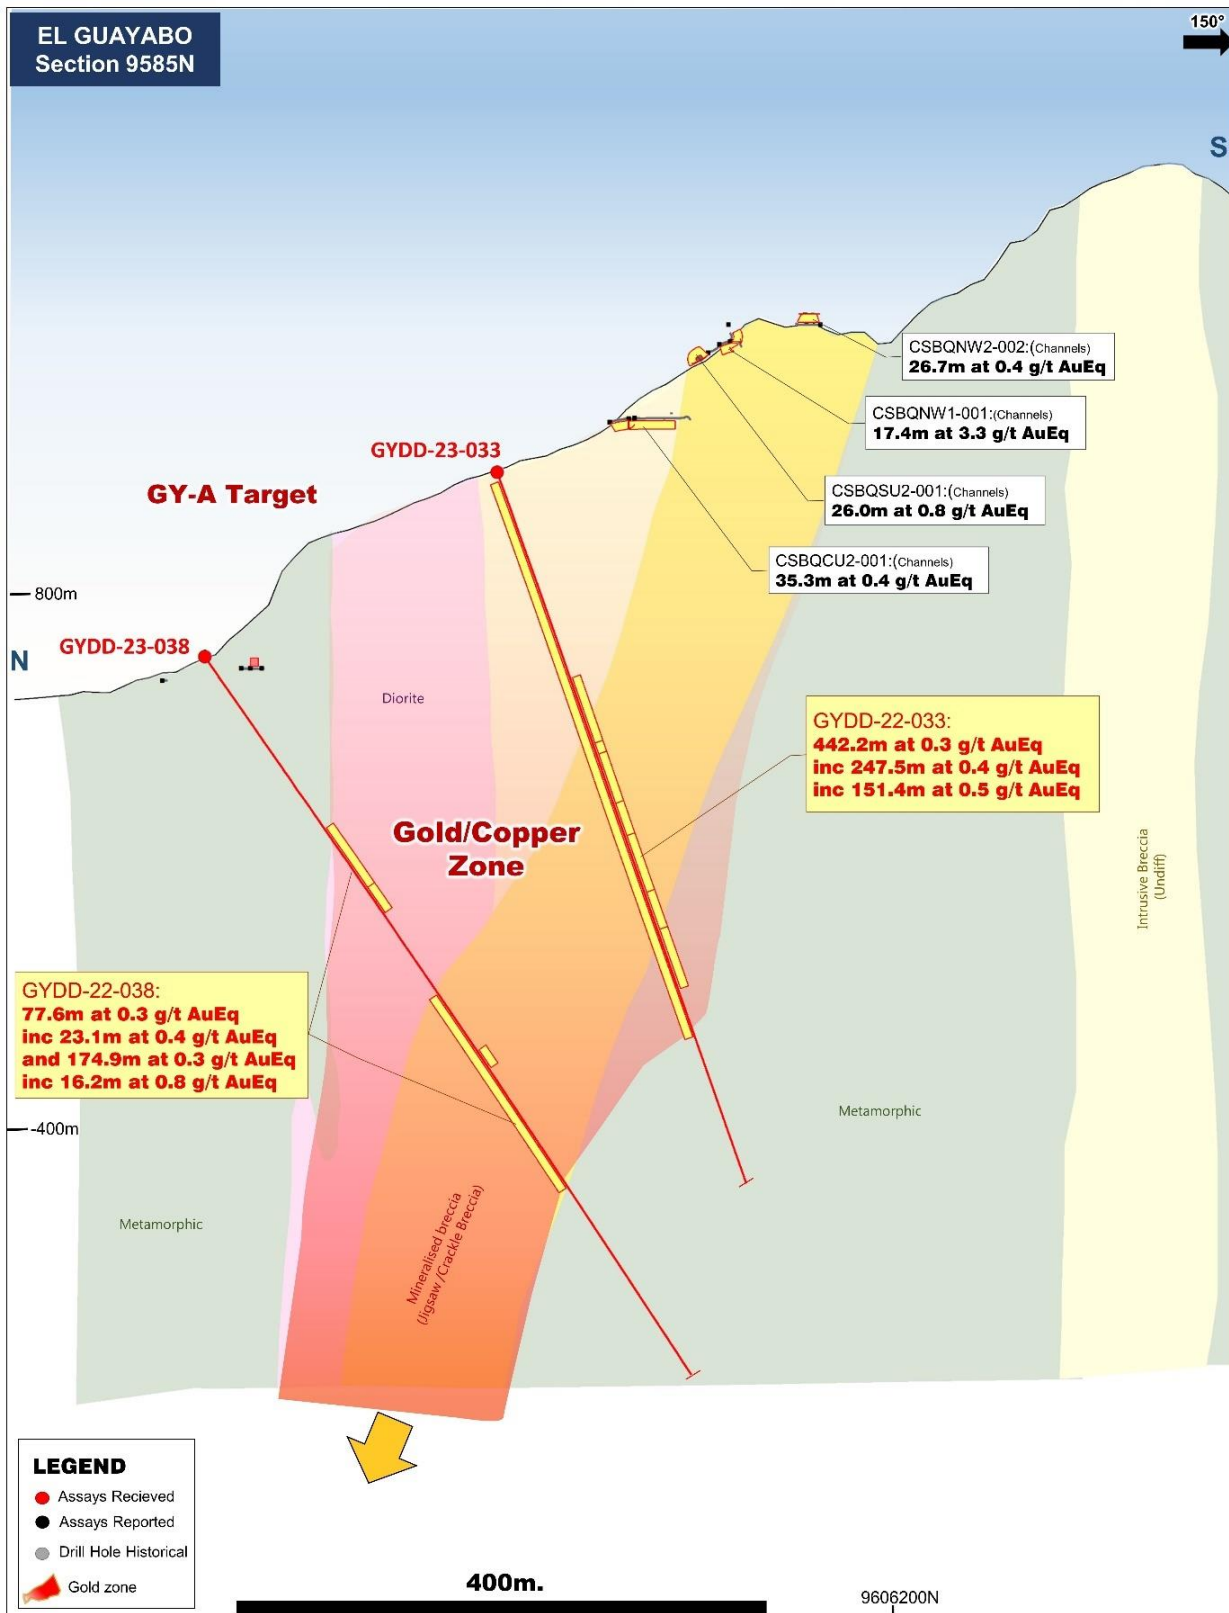 EL GUAYABO
Section 9585N
150°
S
CSBQNW2-002:(Channels)
26.7m at 0.4 g/t AuEq
CSBQNW1-001:(Channels)
17.4m at 3.3 g/t AuEq
GYDD-23-033
GY-A Target
CSBQSU2-001:(Channels)
26.0m at 0.8 g/t AuEq
CSBQCU2-001:(Channels)
35.3m at 0.4 g/t AuEq
800m
GYDD-23-038
N
Diorite
GYDD-22-033:
442.2m at 0.3 g/t AuEq
inc 247.5m at 0.4 g/t AuEq
inc 151.4m at 0.5 g/t AuEq
Gold/Copper
Zone
Intrusive Breccia
(Undiff)
GYDD-22-038:
77.6m at 0.3 g/t AuEq
inc 23.1m at 0.4 g/t AuEq
and 174.9m at 0.3 g/t AuEq
inc 16.2m at 0.8 g/t AuEq
Metamorphic
-400m
Metamorphic
Mineralised breccia
(Jigsaw /Crackle Breccia)
LEGEND
Assays Recieved
Assays Reported
Drill Hole Historical
Gold zone
400m.
9606200N